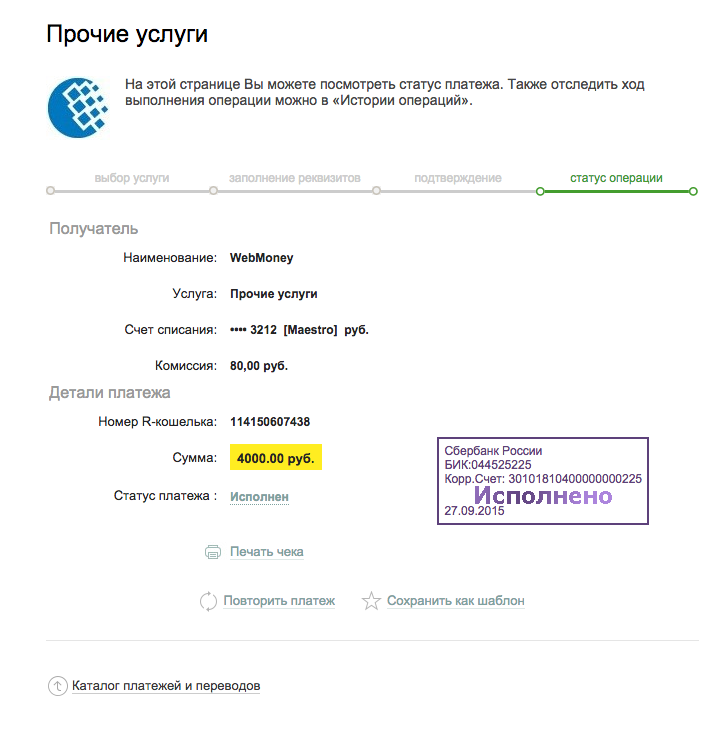 Прочие услуги
На этой странице Вы можете посмотреть статус платежа. Также отследить ход
выполнения операции можно в «Истории операций».
выбор услуги заполнение реквизитов подтверждение статус операции
Получатель
Наименование: WebMoney
Услуга: Прочие услуги
Счет списания: •••• 3212 [Maestro] руб.
Комиссия: 80,00 руб.
Детали платежа
Номер R-кошелька: 114150607438
Сумма: 4000.00 руб.
Статус платежа : Исполнен
Сбербанк России
БИК:044525225
Корр.Счет: 30101810400000000225
Исполнено
27.09.2015
Печать чека
Повторить платеж Сохранить как шаблон
Каталог платежей и переводов